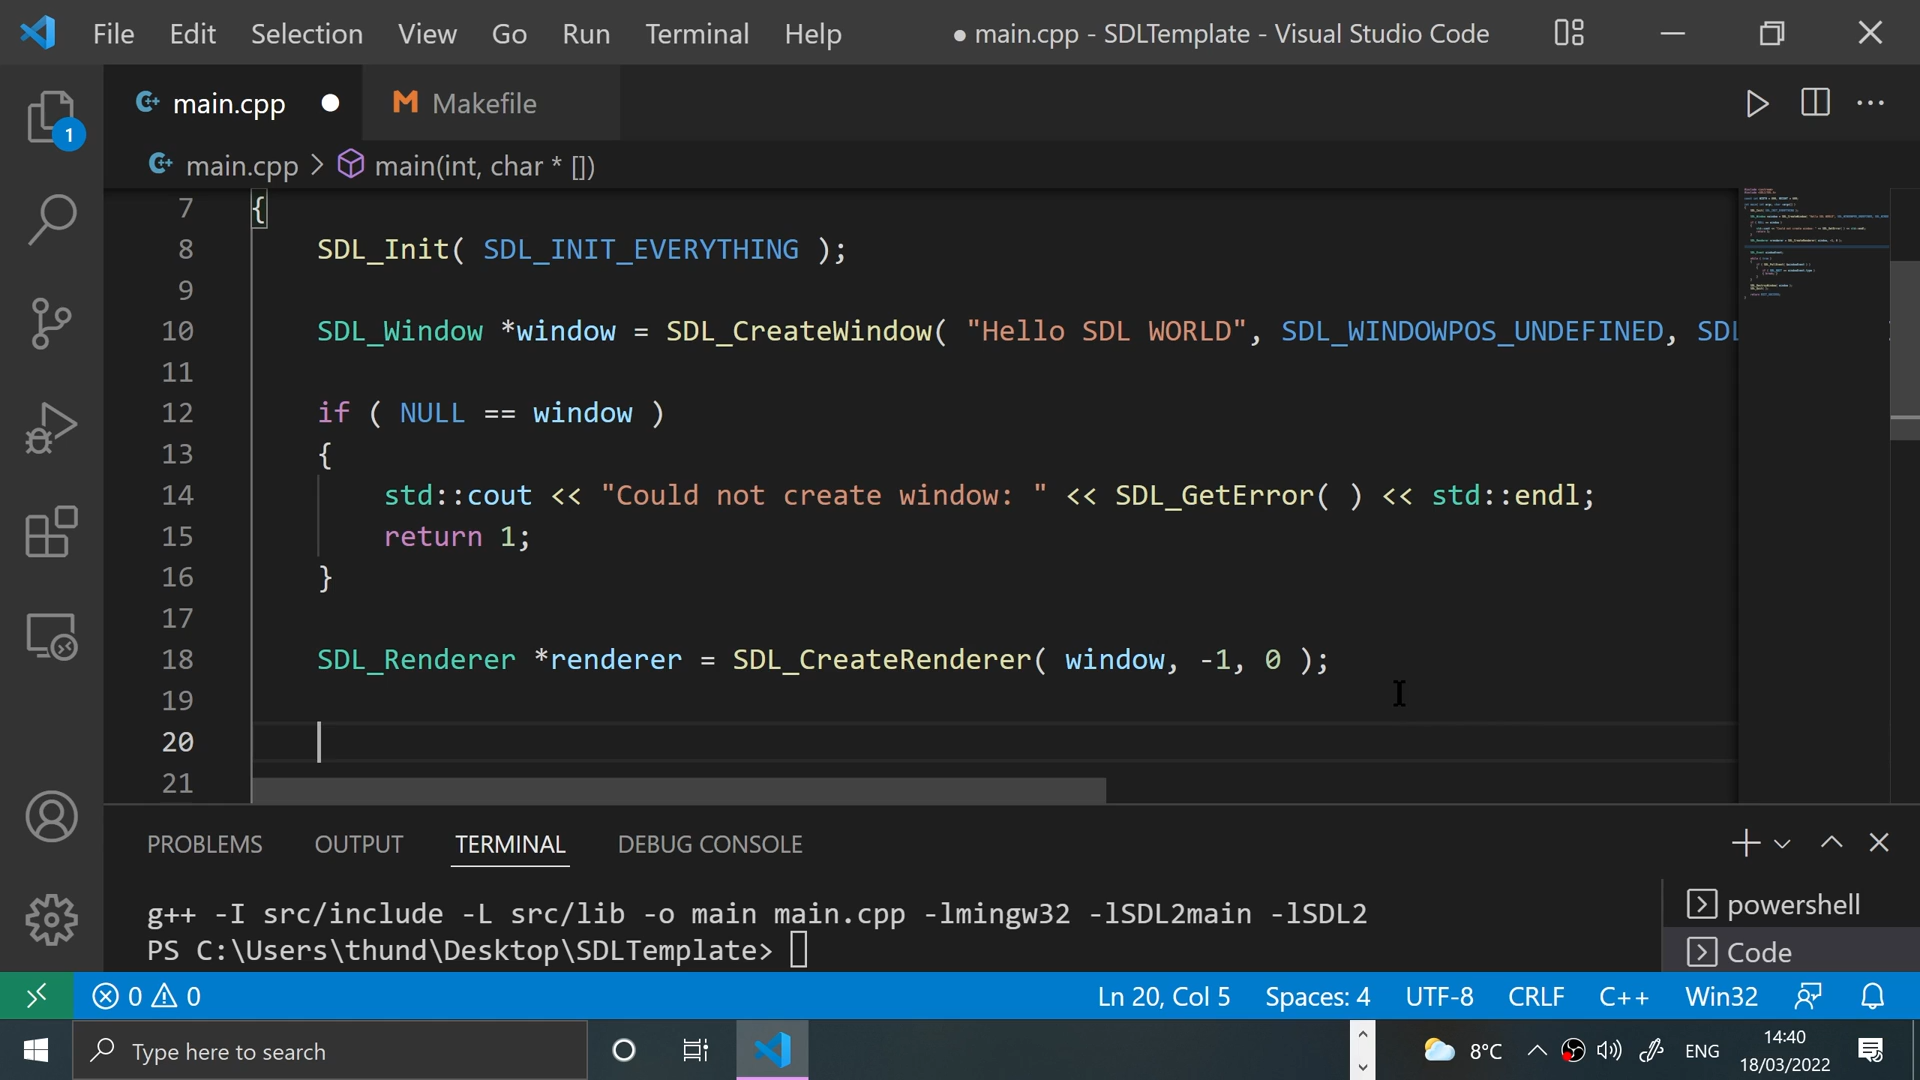 File Edit Selection View Go Run Terminal Help ● main.cpp - SDLTemplate - Visual Studio Code
main.cpp Makefile
main.cpp > main(int, char * [])
1
7 {
8 SDL_Init( SDL_INIT_EVERYTHING );
9
10 SDL_Window *window = SDL_CreateWindow( "Hello SDL WORLD", SDL_WINDOWPOS_UNDEFINED, SDL
11
12 if ( NULL == window )
13 {
14 std::cout << "Could not create window: " << SDL_GetError( ) << std::endl;
15 return 1;
16 }
17
18 SDL_Renderer *renderer = SDL_CreateRenderer( window, -1, 0 );
19
20
21
PROBLEMS OUTPUT TERMINAL DEBUG CONSOLE
g++ -I src/include -L src/lib -o main main.cpp -lmingw32 -lSDL2main -lSDL2
PS C:\Users\thund\Desktop\SDLTemplate>
powershell
Code
0 0 Ln 20, Col 5 Spaces: 4 UTF-8 CRLF C++ Win32
Type here to search 8°C ENG 14:40
18/03/2022